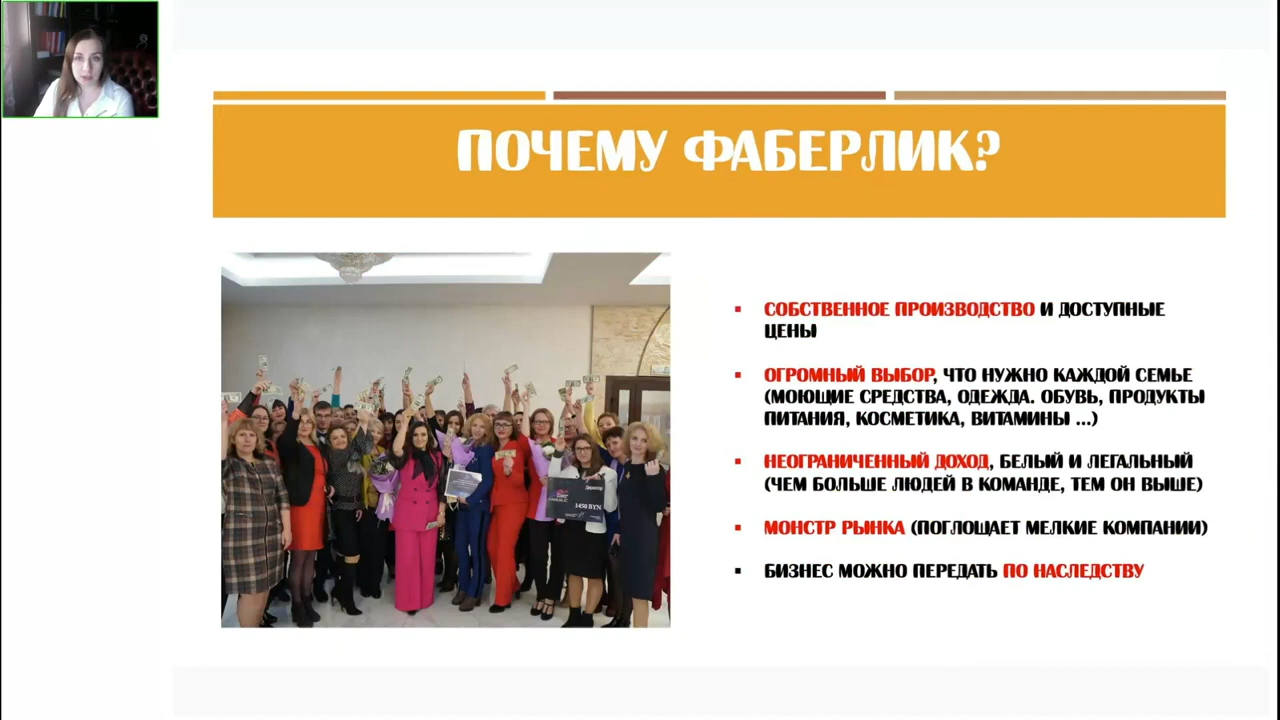 ПОЧЕМУ ФАБЕРЛИК?
СОБСТВЕННОЕ ПРОИЗВОДСТВО И ДОСТУПНЫЕ
ЦЕНЫ
ОГРОМНЫЙ ВЫБОР, ЧТО НУЖНО КАЖДОЙ СЕМЬЕ
(МОЮЩИЕ СРЕДСТВА, ОДЕЖДА. ОБУВЬ, ПРОДУКТЫ
ПИТАНИЯ, КОСМЕТИКА, ВИТАМИНЫ ...)
НЕОГРАНИЧЕННЫЙ ДОХОД, БЕЛЫЙ И ЛЕГАЛЬНЫЙ
(ЧЕМ БОЛЬШЕ ЛЮДЕЙ В КОМАНДЕ, ТЕМ ОН ВЫШЕ)
МОНСТР РЫНКА (ПОГЛОЩАЕТ МЕЛКИЕ КОМПАНИИ)
БИЗНЕС МОЖНО ПЕРЕДАТЬ ПО НАСЛЕДСТВУ
Директор
1450 BYN